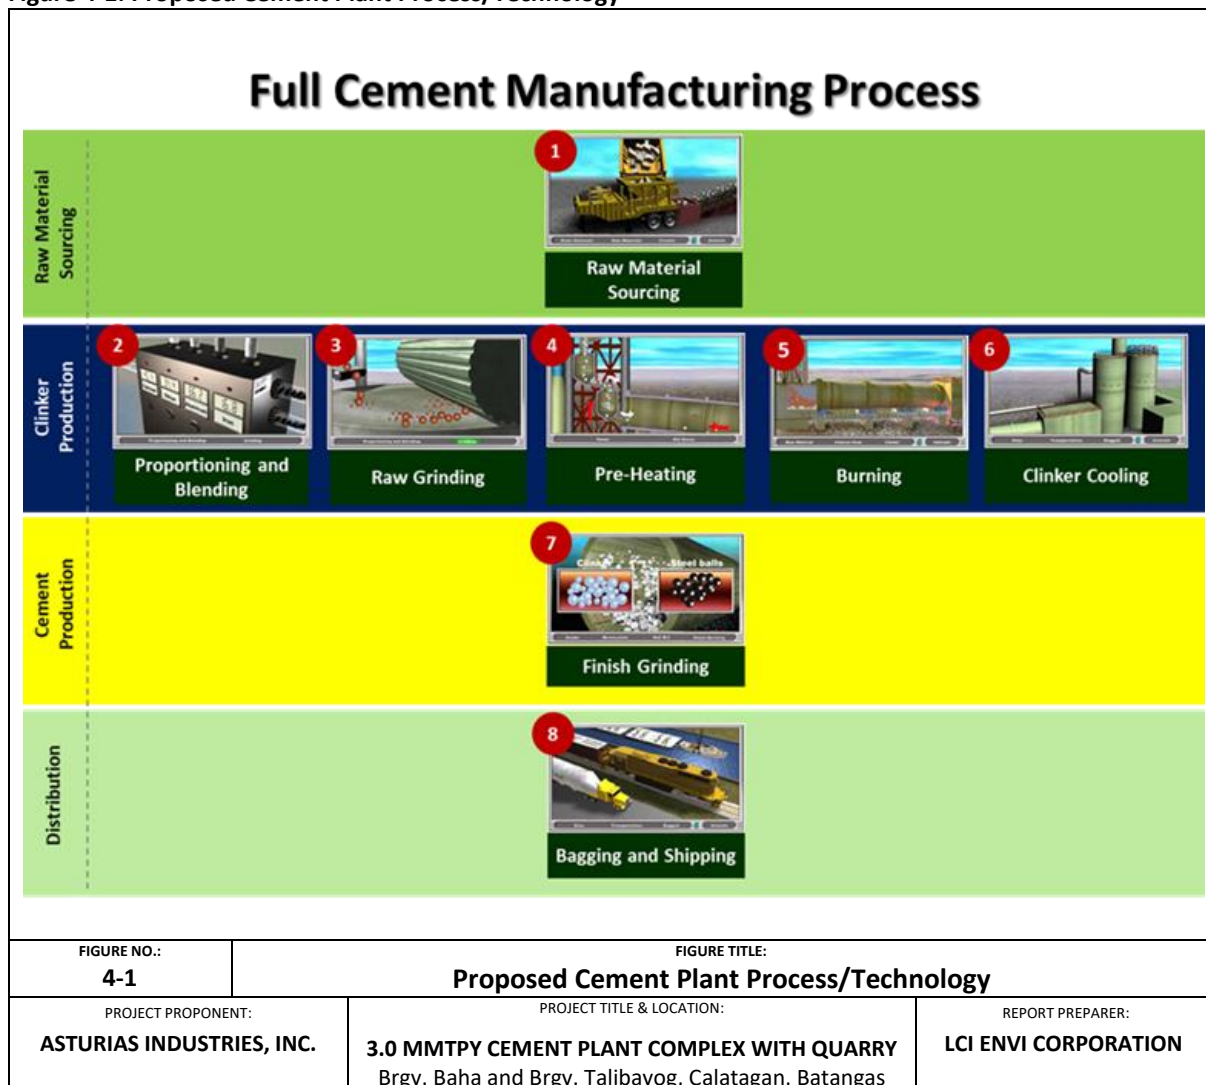 Figure 4-1: Proposed Cement Plant Process/Technology
Full Cement Manufacturing Process
Raw Material
Sourcing
1
Raw Material
Sourcing
Clinker
Production
2
Proportioning and
Blending
3
Raw Grinding
4
Pre-Heating
5
Burning
6
Clinker Cooling
Cement
Production
7
Steel balls
Finish Grinding
Distribution
8
Bagging and Shipping
FIGURE NO.:
4-1
FIGURE TITLE:
Proposed Cement Plant Process/Technology
PROJECT PROPONENT:
ASTURIAS INDUSTRIES, INC.
PROJECT TITLE & LOCATION:
3.0 MMTPY CEMENT PLANT COMPLEX WITH QUARRY
Brgy. Baha and Brgy. Talibayog, Calatagan, Batangas
REPORT PREPARER:
LCI ENVI CORPORATION